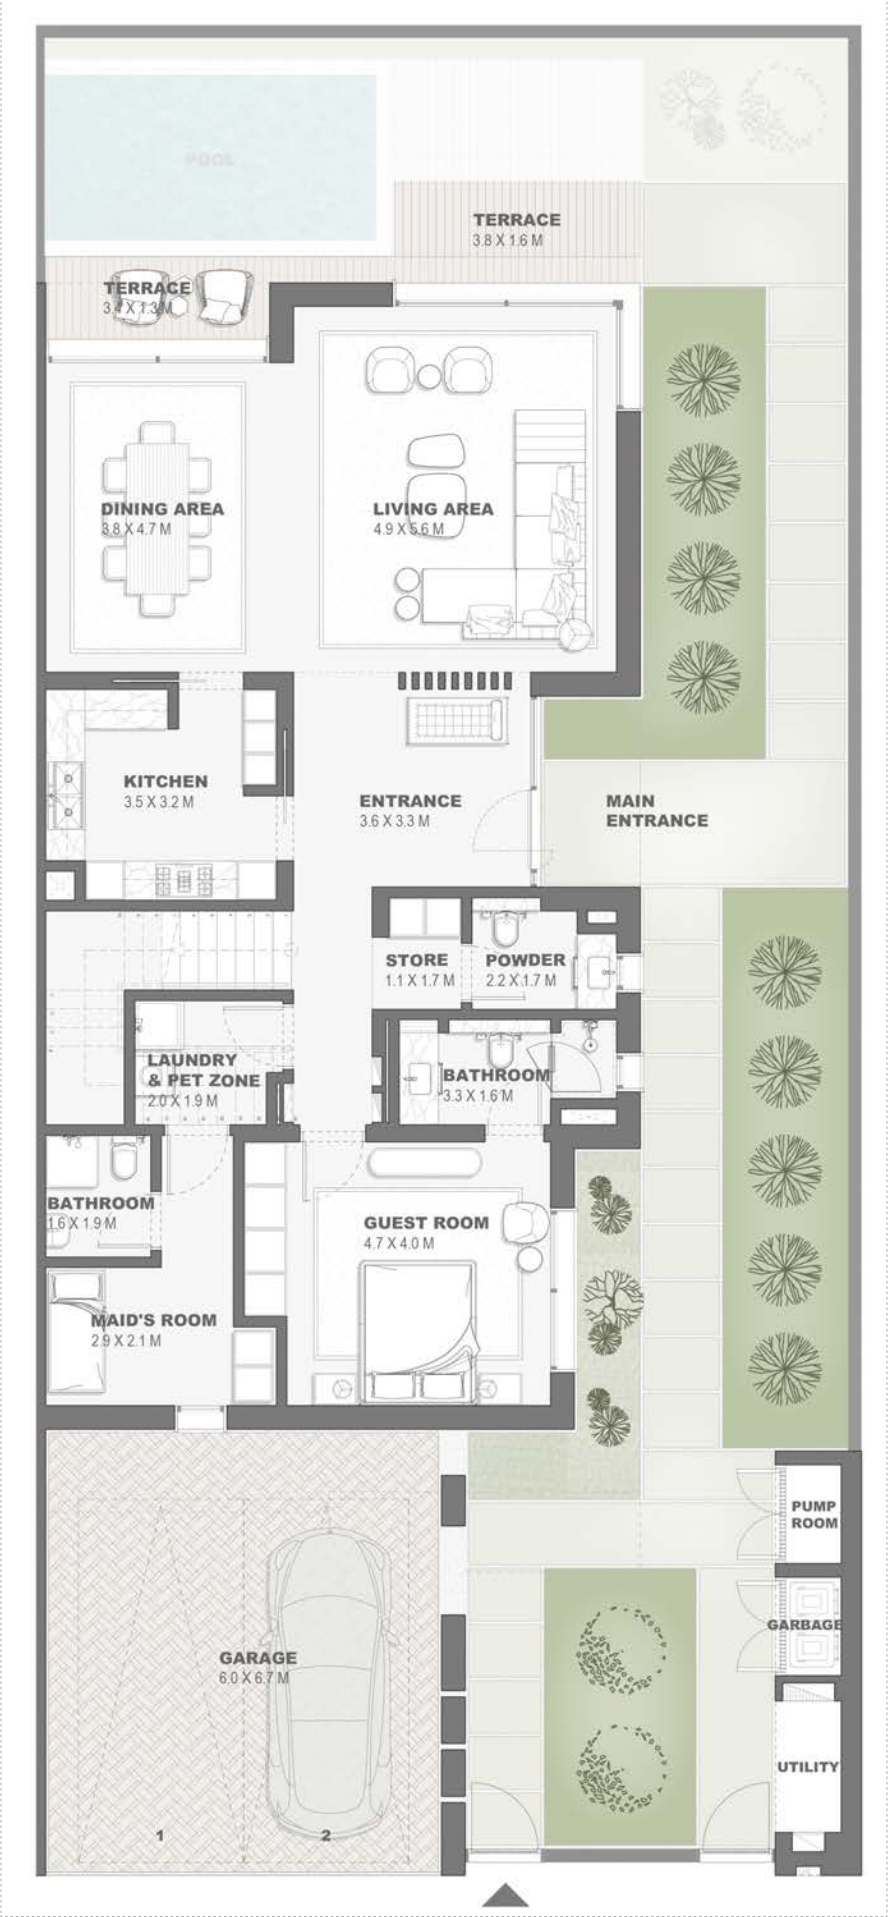 POOL
TERRACE
3.8 X 1.6 M
TERRACE
3.4 X 1.3 M
DINING AREA
3.8 X 4.7 M
LIVING AREA
4.9 X 5.6 M
KITCHEN
3.5 X 3.2 M
ENTRANCE
3.6 X 3.3 M
MAIN
ENTRANCE
STORE
1.1 X 1.7 M
POWDER
2.2 X 1.7 M
LAUNDRY
& PET ZONE
2.0 X 1.9 M
BATHROOM
3.3 X 1.6 M
BATHROOM
1.6 X 1.9 M
GUEST ROOM
4.7 X 4.0 M
MAID'S ROOM
2.9 X 2.1 M
PUMP
ROOM
GARBAGE
GARAGE
6.0 X 6.7 M
UTILITY
1
2